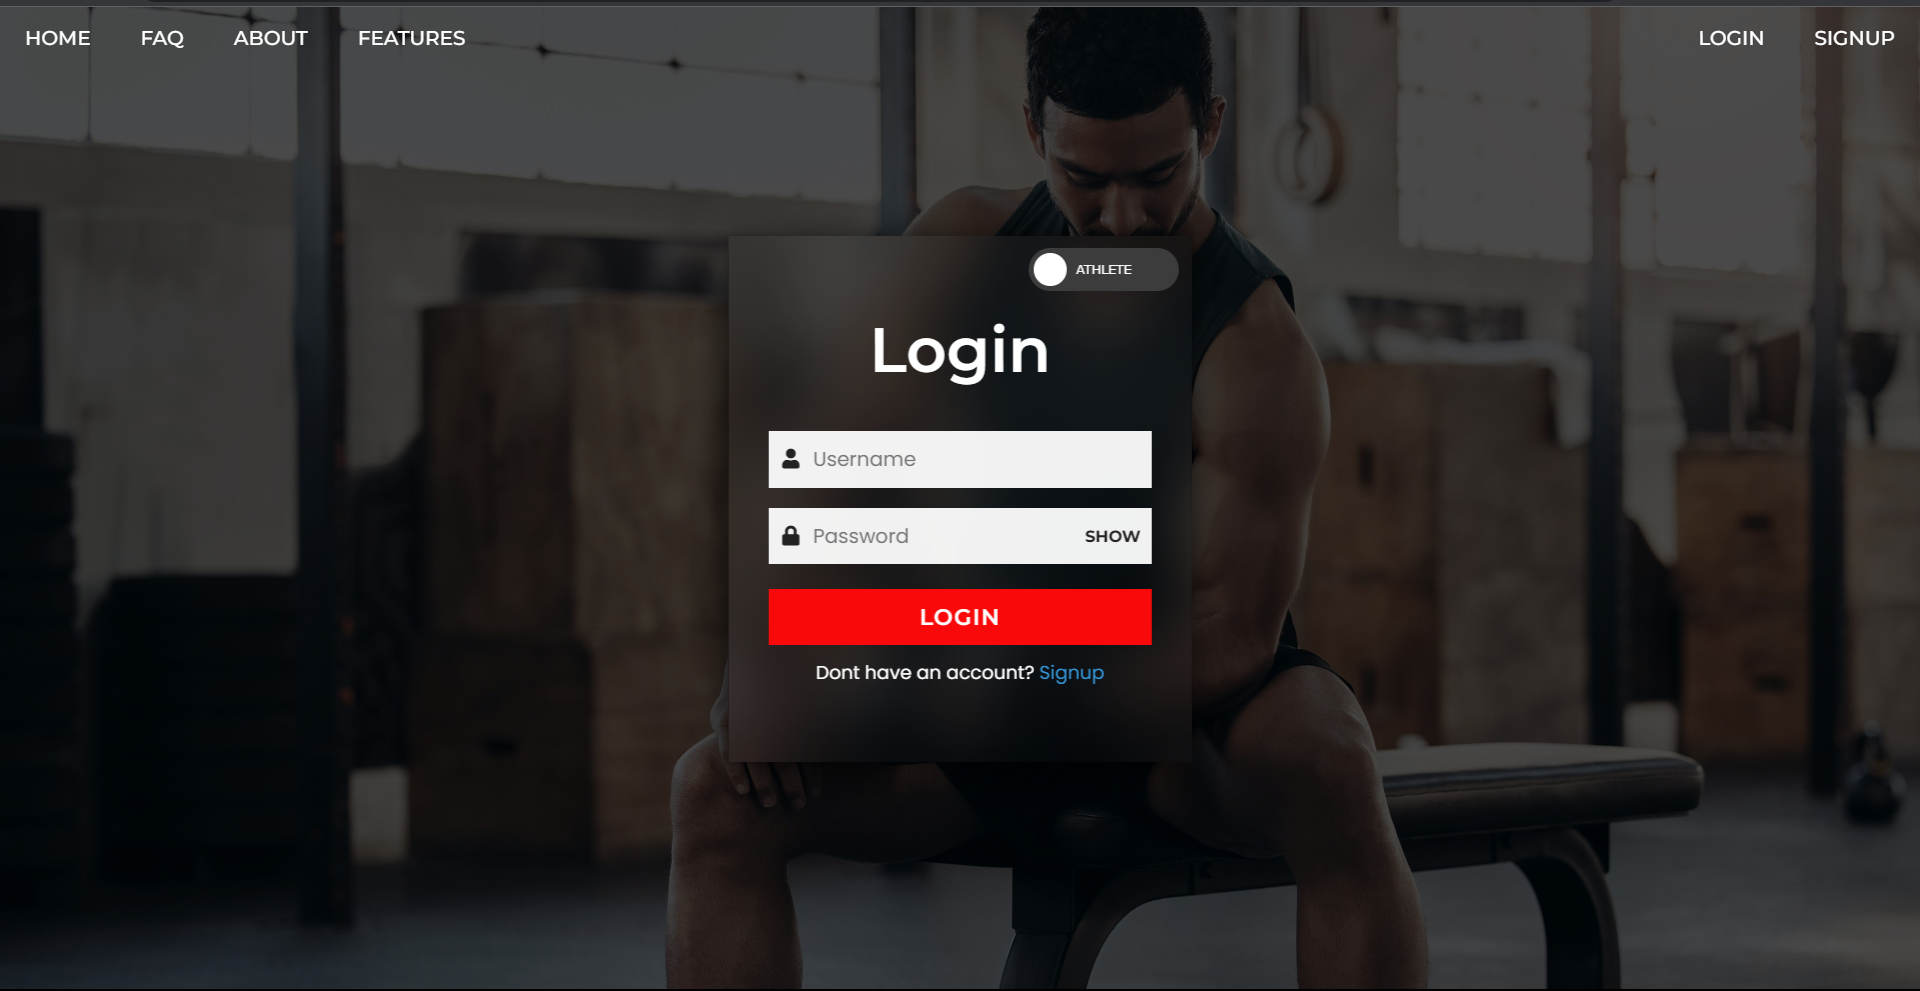 HOME FAQ ABOUT FEATURES LOGIN SIGNUP
ATHLETE
Login
Username
Password SHOW
LOGIN
Dont have an account? Signup